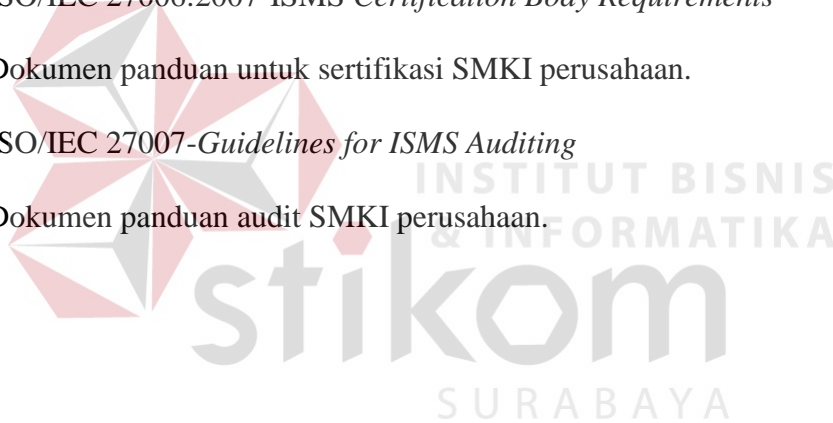 SO/IEC 27006:2007-ISMS Certification Body Requirements
Dokumen panduan untuk sertifikasi SMKI perusahaan.
SO/IEC 27007-Guidelines for ISMS Auditing
Dokumen panduan audit SMKI perusahaan.
INSTITUT BISNIS
& INFORMATIKA
stikom
SURABAYA